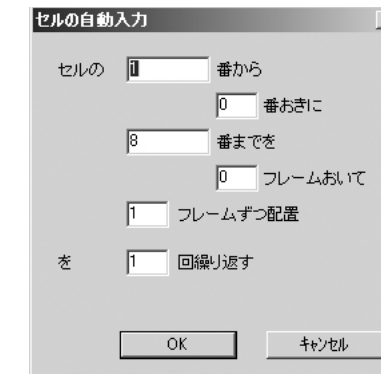 セルの自動入力
セルの 1 番から
0 番おきに
8 番までを
0 フレームおいて
1 フレームずつ配置
を 1 回繰り返す
OK キャンセル